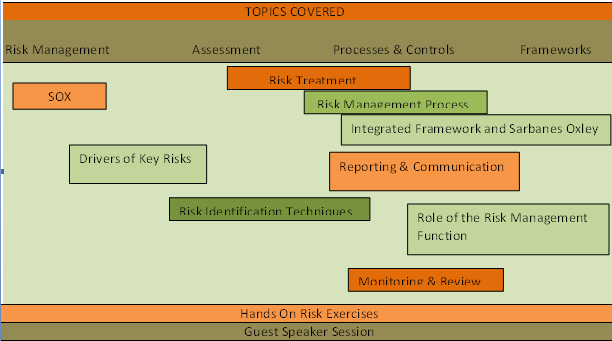 TOPICS COVERED
Risk Management Assessment Processes & Controls Frameworks
Risk Treatment
SOX
Risk Management Process
Integrated Framework and Sarbanes Oxley
Drivers of Key Risks
Reporting & Communication
Risk Identification Techniques
Role of the Risk Management
Function
Monitoring & Review
Hands On Risk Exercises
Guest Speaker Session